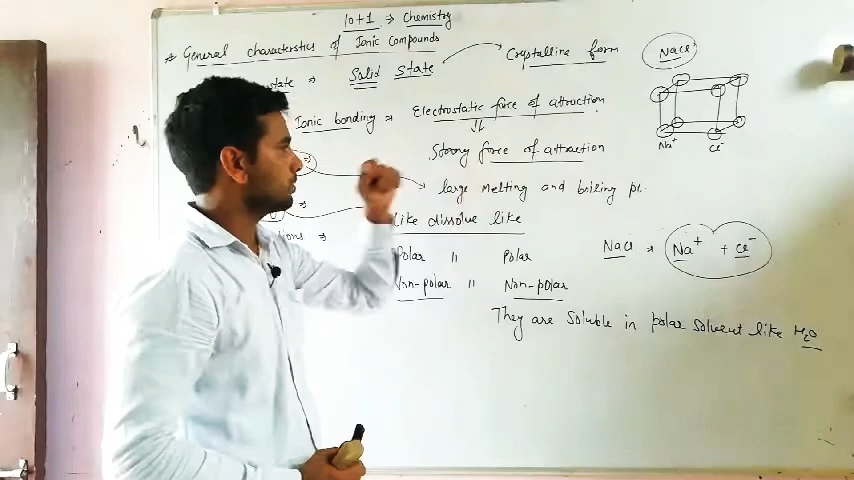 10+1 ⇒ Chemistry
⇒ General characterstics of Ionic Compounds
state ⇒ Solid state Crystalline form NaCl
Ionic bonding ⇒ Electrostatic force of attraction
⇓
Strong force of attraction
Na+ Cl-
⇒ large melting and boiling pt.
⇒ Like dissolve like
⇒
Polar " Polar NaCl → Na+ + Cl-
Non-polar " Non-polar
They are soluble in polar solvent like H2O